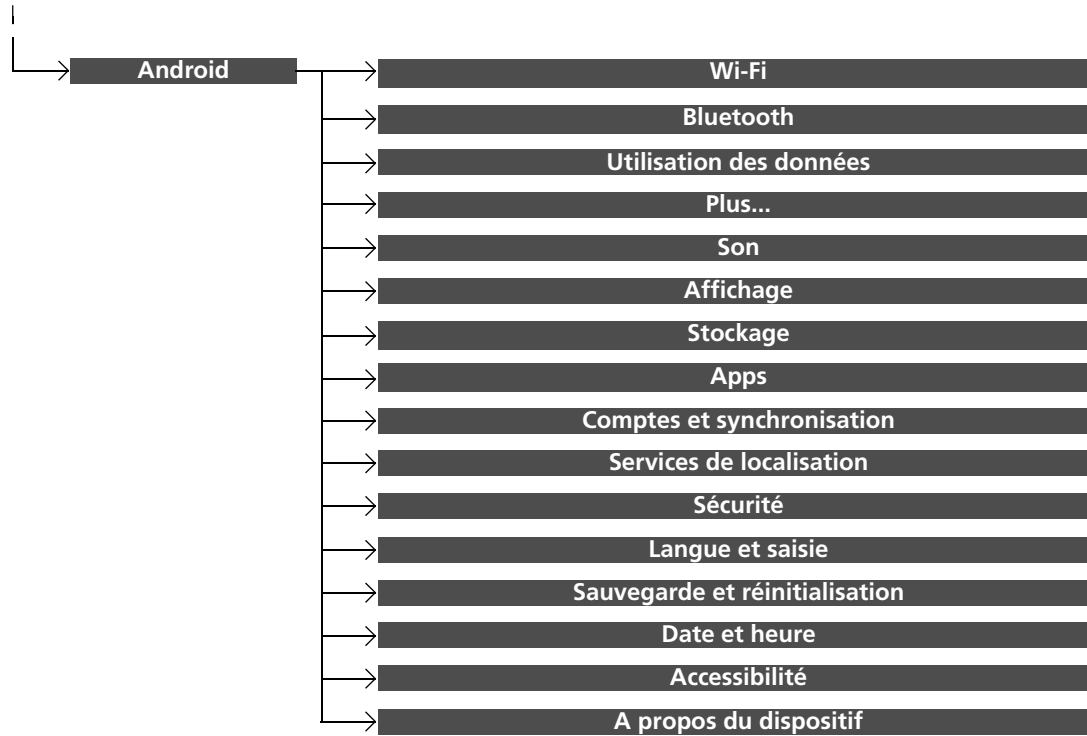 Android
Wi-Fi
Bluetooth
Utilisation des données
Plus...
Son
Affichage
Stockage
Apps
Comptes et synchronisation
Services de localisation
Sécurité
Langue et saisie
Sauvegarde et réinitialisation
Date et heure
Accessibilité
A propos du dispositif